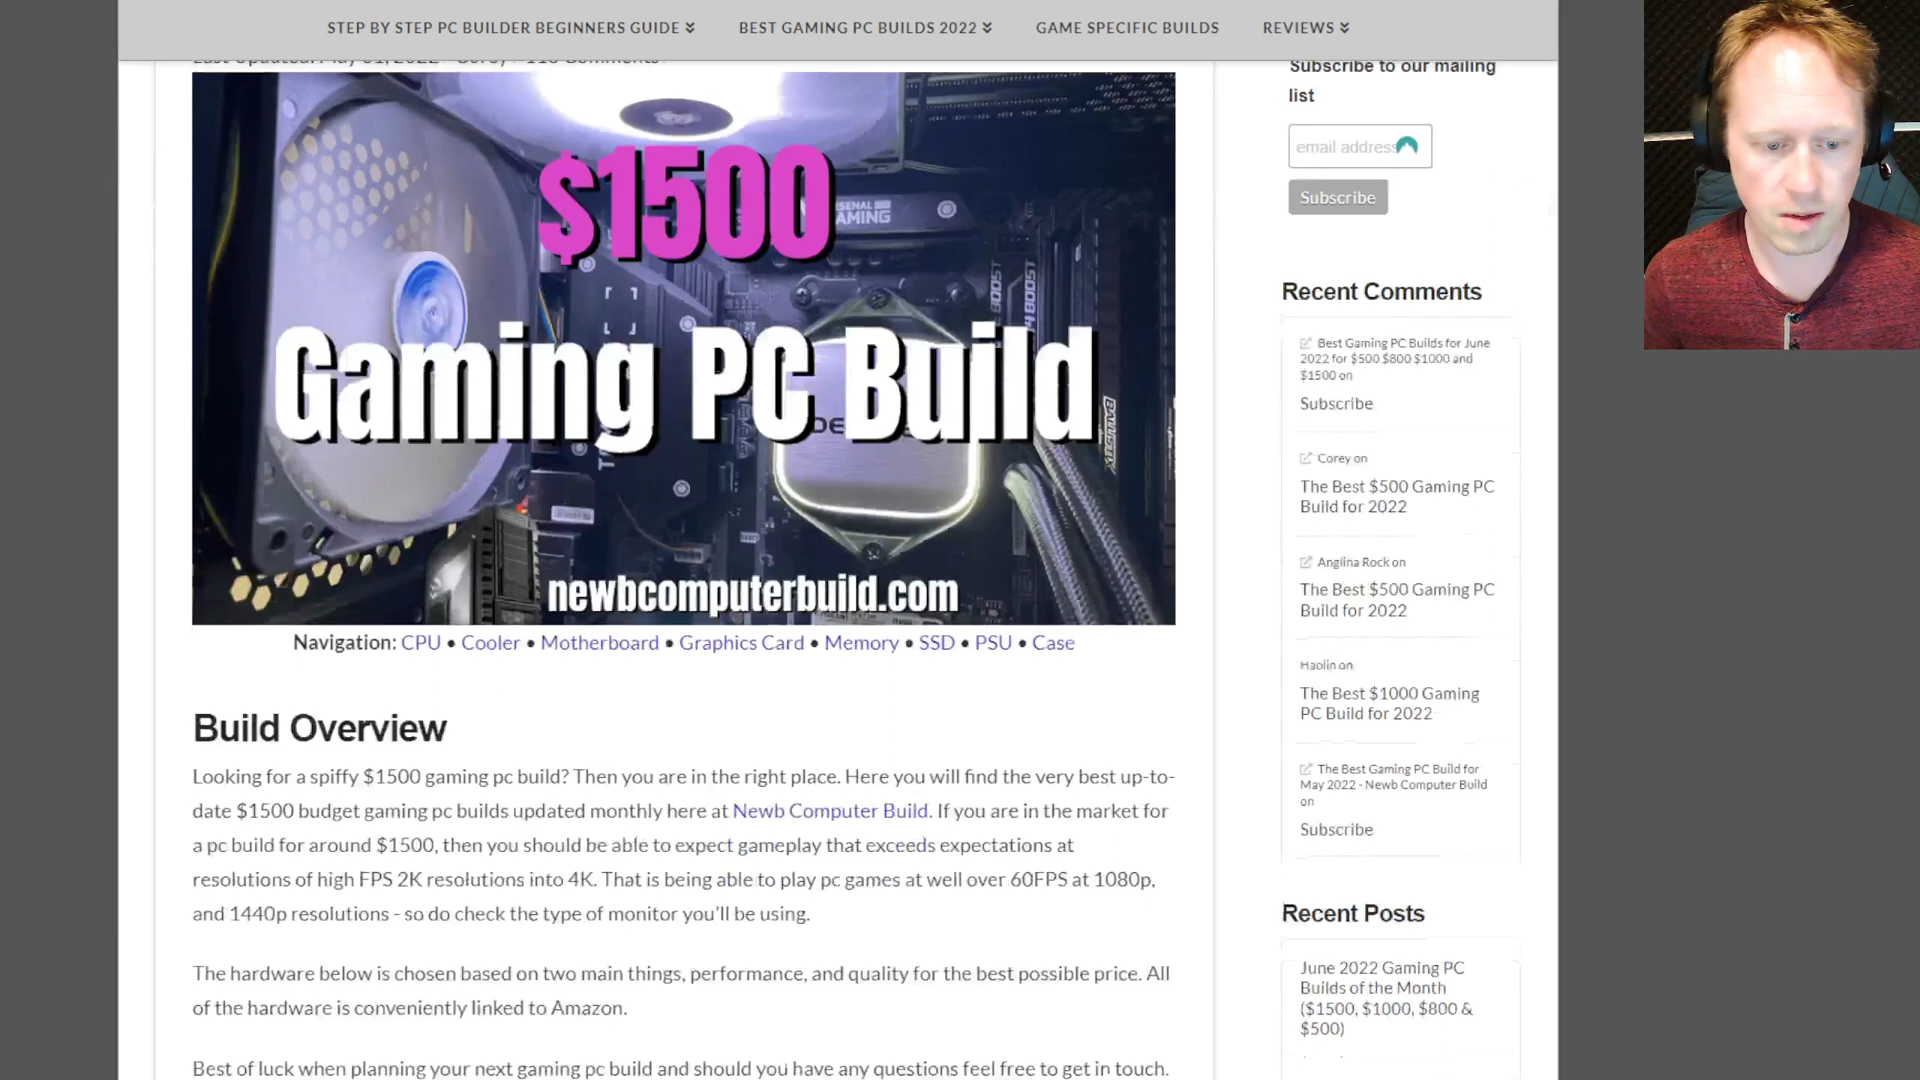 STEP BY STEP PC BUILDER BEGINNERS GUIDE
BEST GAMING PC BUILDS 2022
GAME SPECIFIC BUILDS
REVIEWS
$1500
Gaming PC Build
newbcomputerbuild.com
Navigation: CPU • Cooler • Motherboard • Graphics Card • Memory • SSD • PSU • Case
Build Overview
Looking for a spiffy $1500 gaming pc build? Then you are in the right place. Here you will find the very best up-to-
date $1500 budget gaming pc builds updated monthly here at Newb Computer Build. If you are in the market for
a pc build for around $1500, then you should be able to expect gameplay that exceeds expectations at
resolutions of high FPS 2K resolutions into 4K. That is being able to play pc games at well over 60FPS at 1080p,
and 1440p resolutions - so do check the type of monitor you'll be using.
The hardware below is chosen based on two main things, performance, and quality for the best possible price. All
of the hardware is conveniently linked to Amazon.
Best of luck when planning your next gaming pc build and should you have any questions feel free to get in touch.
Subscribe to our mailing
list
email address
Subscribe
Recent Comments
Best Gaming PC Builds for June
2022 for $500 $800 $1000 and
$1500 on
Subscribe
Corey on
The Best $500 Gaming PC
Build for 2022
Anglina Rock on
The Best $500 Gaming PC
Build for 2022
Haolin on
The Best $1000 Gaming
PC Build for 2022
The Best Gaming PC Build for
May 2022 - Newb Computer Build
on
Subscribe
Recent Posts
June 2022 Gaming PC
Builds of the Month
($1500, $1000, $800 &
$500)